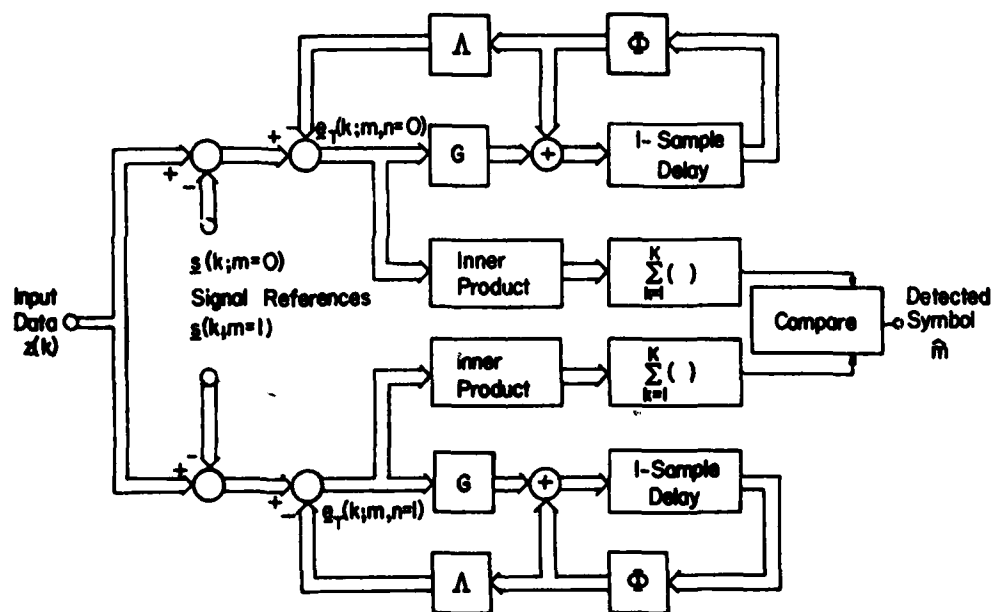 Λ
Φ
+
-
e_T(k;m,n=0)
G
+
1-Sample
Delay
+
-
s(k;m=0)
Signal References
s(k;m=1)
Inner
Product
K
Σ( )
k=1
Input
Data
z(k)
Compare
Detected
Symbol
m̂
inner
Product
K
Σ( )
k=1
-
+
+
-
e_T(k;m,n=1)
G
+
1-Sample
Delay
Λ
Φ